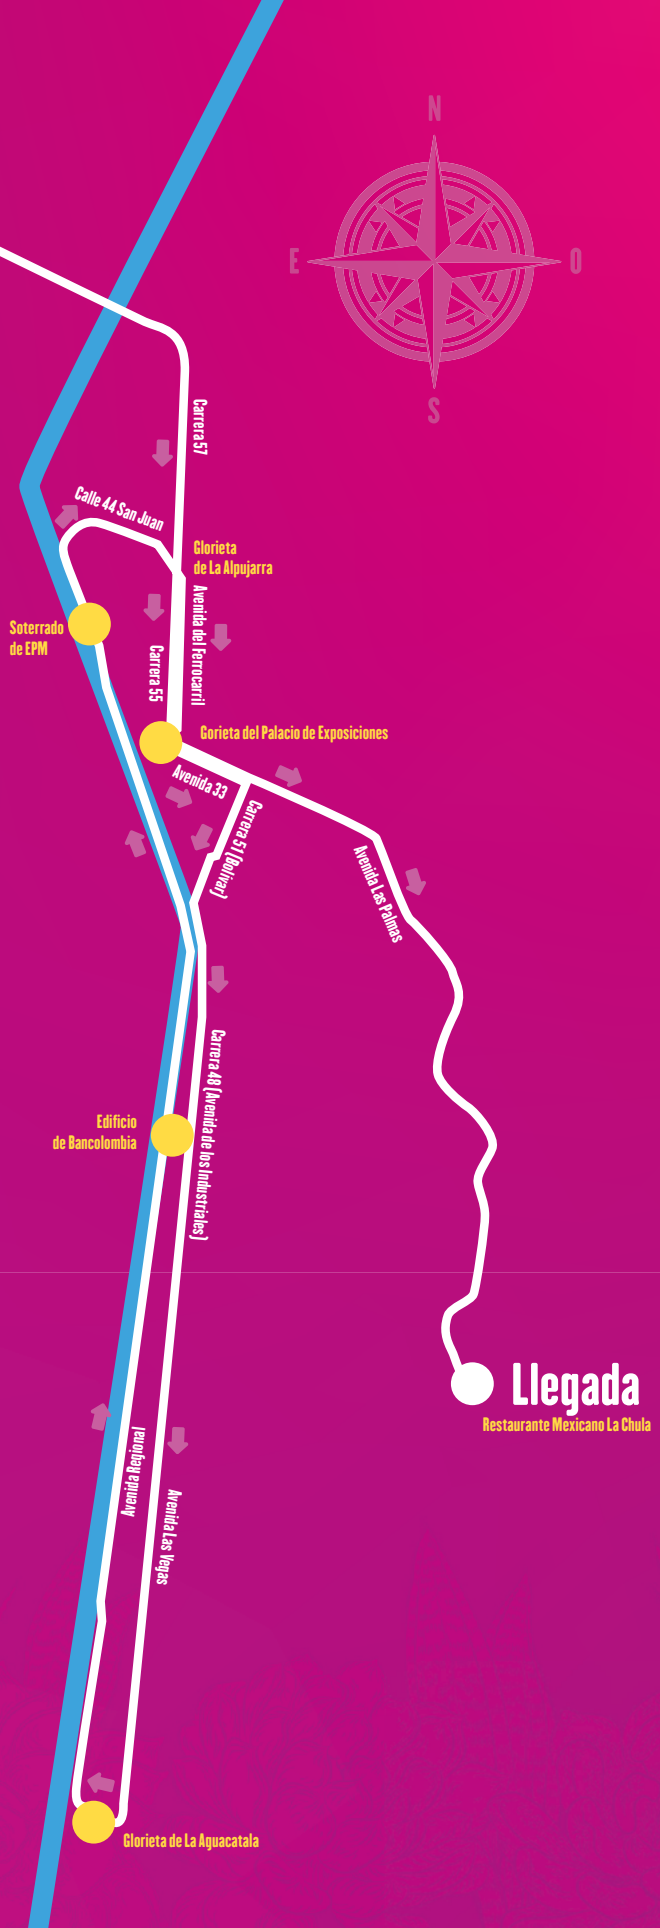 N
E
O
S
Carrera 57
Calle 44 San Juan
Glorieta
de La Alpujarra
Avenida del Ferrocarril
Soterrado
de EPM
Carrera 55
Gorieta del Palacio de Exposiciones
Avenida 33
Carrera 51 (Bolivar)
Avenida Las Palmas
Carrera 48 (Avenida de los Industriales)
Edificio
de Bancolombia
Llegada
Restaurante Mexicano La Chula
Avenida Regional
Avenida Las Vegas
Glorieta de La Aguacatala